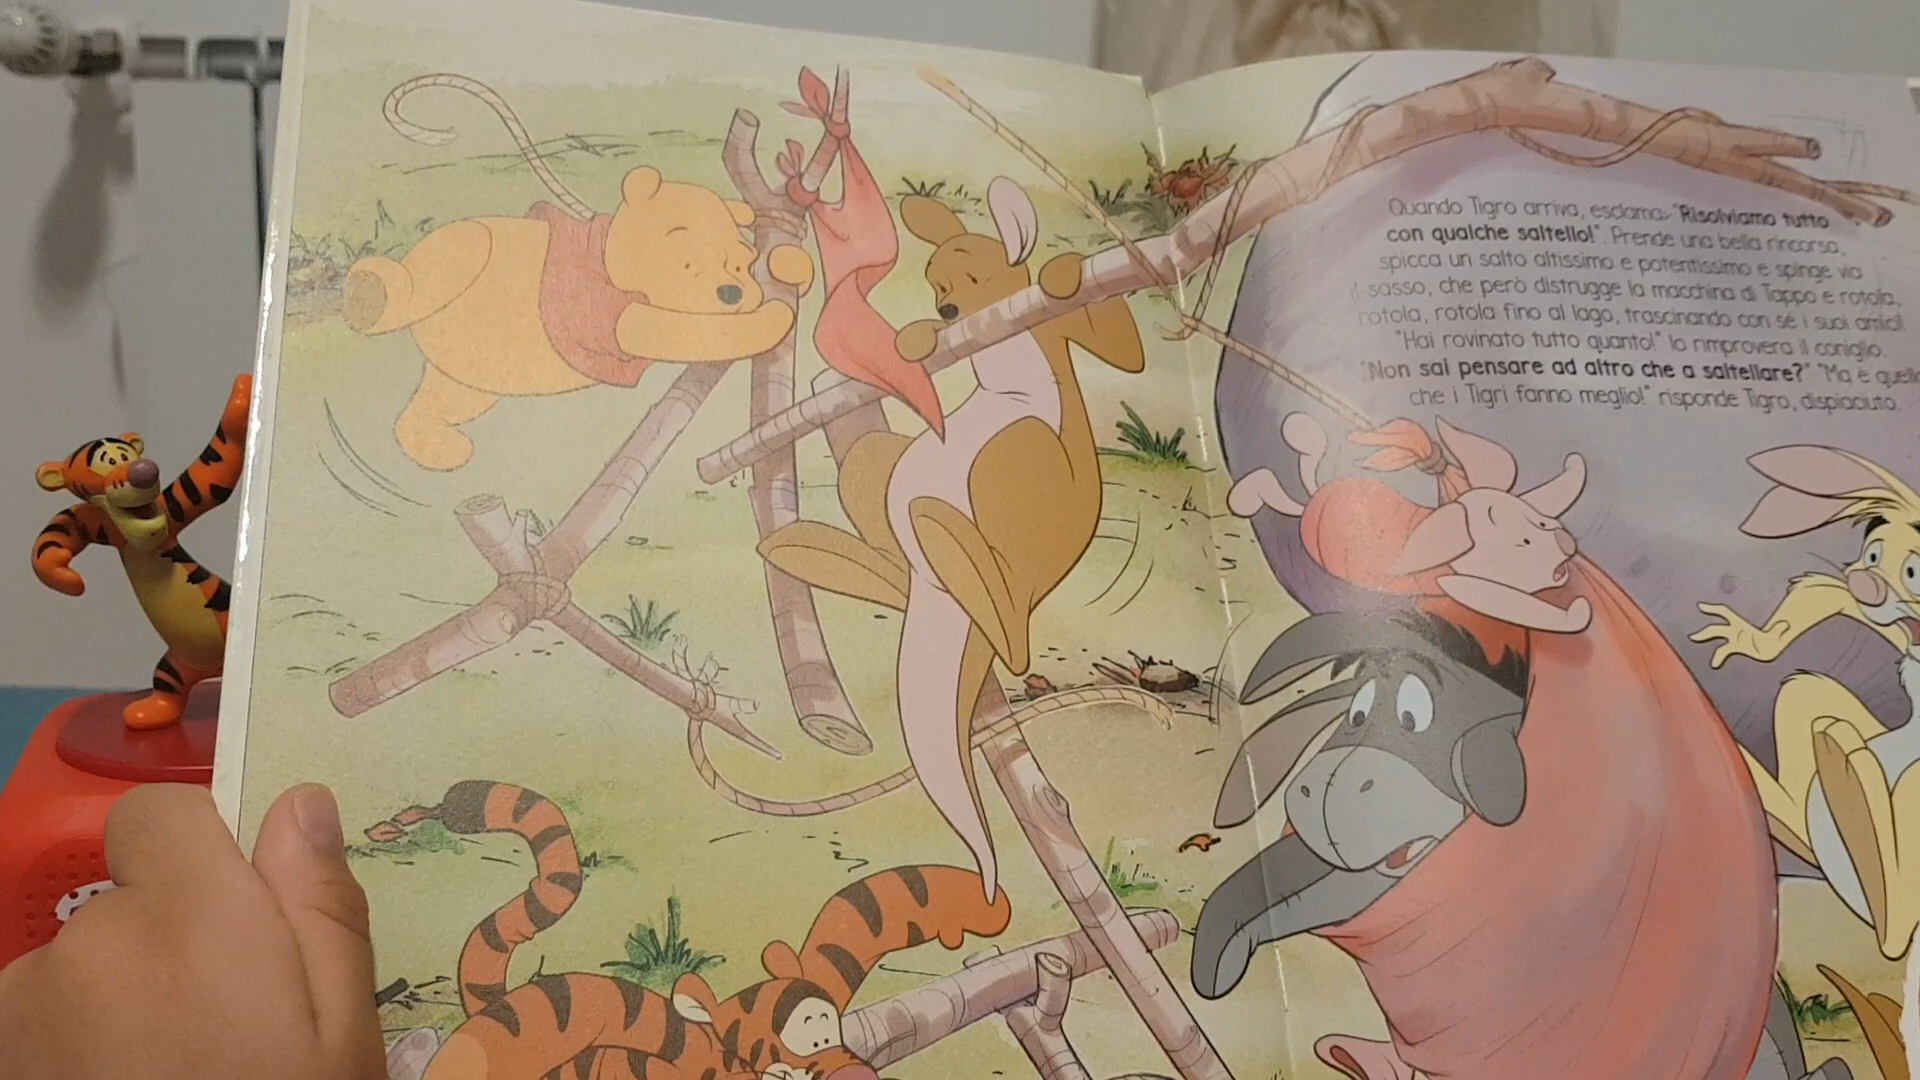 Quando Tigro arriva, esclama: "Risolviamo tutto
con qualche saltello!". Prende una bella rincorsa,
spicca un salto altissimo e potentissimo e spinge via
il sasso, che però distrugge la macchina di Tappo e rotola,
rotola, rotola fino al lago, trascinando con sé i suoi amici!
"Hai rovinato tutto quanto!" lo rimprovera il coniglio.
"Non sai pensare ad altro che a saltellare?" "Ma è quello
che i Tigri fanno meglio!" risponde Tigro, dispiaciuto.